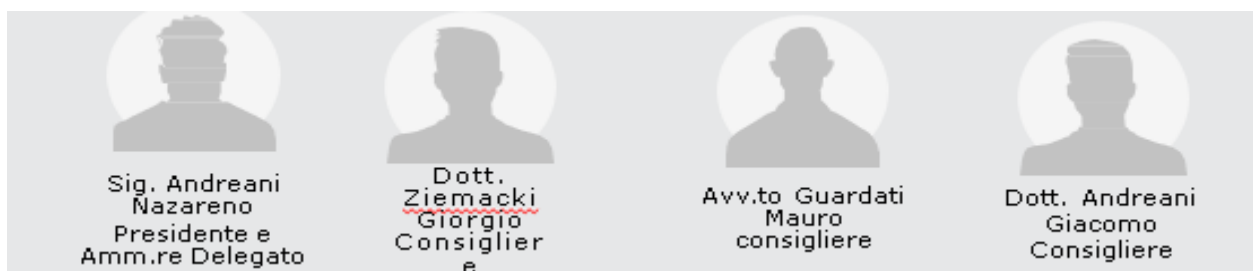 Sig. Andreani
Nazareno
Presidente e
Amm.re Delegato
Dott.
Ziemacki
Giorgio
Consiglier
e
Avv.to Guardati
Mauro
consigliere
Dott. Andreani
Giacomo
Consigliere